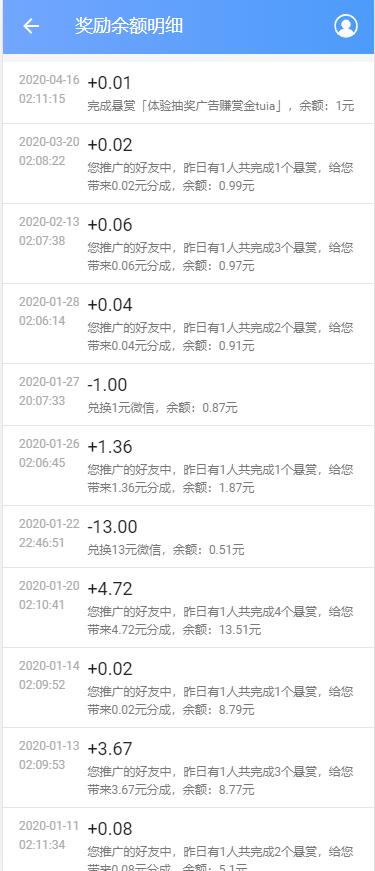 奖励余额明细
2020-04-16
02:11:15
+0.01
完成悬赏「体验抽奖广告赚赏金tuia」，余额：1元
2020-03-20
02:08:22
+0.02
您推广的好友中，昨日有1人共完成1个悬赏，给您
带来0.02元分成，余额：0.99元
2020-02-13
02:07:38
+0.06
您推广的好友中，昨日有1人共完成3个悬赏，给您
带来0.06元分成，余额：0.97元
2020-01-28
02:06:14
+0.04
您推广的好友中，昨日有1人共完成2个悬赏，给您
带来0.04元分成，余额：0.91元
2020-01-27
20:07:33
-1.00
兑换1元微信，余额：0.87元
2020-01-26
02:06:45
+1.36
您推广的好友中，昨日有1人共完成1个悬赏，给您
带来1.36元分成，余额：1.87元
2020-01-22
22:46:51
-13.00
兑换13元微信，余额：0.51元
2020-01-20
02:10:41
+4.72
您推广的好友中，昨日有1人共完成4个悬赏，给您
带来4.72元分成，余额：13.51元
2020-01-14
02:09:52
+0.02
您推广的好友中，昨日有1人共完成1个悬赏，给您
带来0.02元分成，余额：8.79元
2020-01-13
02:09:53
+3.67
您推广的好友中，昨日有1人共完成3个悬赏，给您
带来3.67元分成，余额：8.77元
2020-01-11
02:11:34
+0.08
您推广的好友中，昨日有1人共完成2个悬赏，给您
带来0.08元分成，余额：5.1元